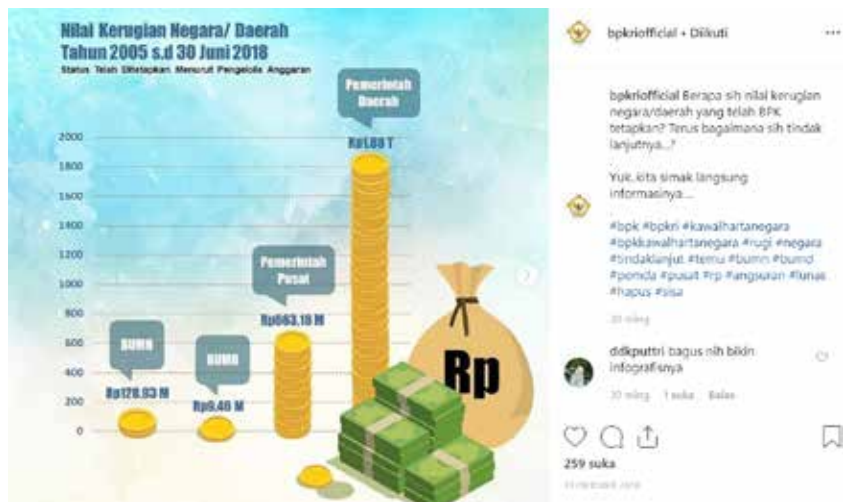 Nilai Kerugian Negara/ Daerah
Tahun 2005 s.d 30 Juni 2018
Status Telah Ditetapkan Menurut Pengelola Anggaran
Pemerintah
Daerah
Rp1.88 T
2000
1800
1600
1400
1200
1000
800
600
400
200
0
Pemerintah
Pusat
Rp663.18 M
Rp128.93 M
Rp9.46 M
Rp
bpkriofficial • Diikuti
bpkriofficial Berapa sih nilai kerugian
negara/daerah yang telah BPK
tetapkan? Terus bagaimana sih tindak
lanjutnya...?
Yuk, kita simak langsung
informasinya...
#bpk #bpkri #kawalhartanegara
#bpkkawalhartanegara #rugi #negara
#tindaklanjut #temu #bumn #bumd
#pemda #pusat #rp #angsuran #lunas
#hapus #sisa
ddkputtri bagus nih bikin
infografisnya
1 suka Balas
259 suka